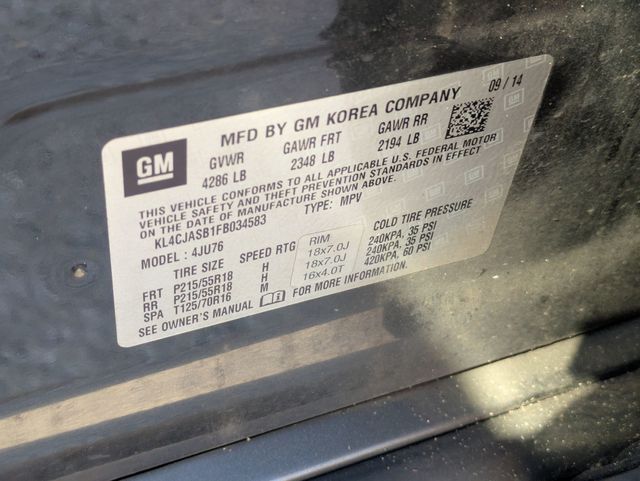 MFD BY GM KOREA COMPANY 09 / 14
GM GVWR GAWR FRT GAWR RR
4286 LB 2348 LB 2194 LB
THIS VEHICLE CONFORMS TO ALL APPLICABLE U.S. FEDERAL MOTOR
VEHICLE SAFETY AND THEFT PREVENTION STANDARDS IN EFFECT
ON THE DATE OF MANUFACTURE SHOWN ABOVE.
KL4CJASB1FB034583 TYPE: MPV
MODEL : 4JU76
TIRE SIZE SPEED RTG RIM COLD TIRE PRESSURE
FRT P215/55R18 H 18x7.0J 240KPA, 35 PSI
RR P215/55R18 H 18x7.0J 240KPA, 35 PSI
SPA T125/70R16 M 16x4.0T 420KPA, 60 PSI
SEE OWNER'S MANUAL FOR MORE INFORMATION.